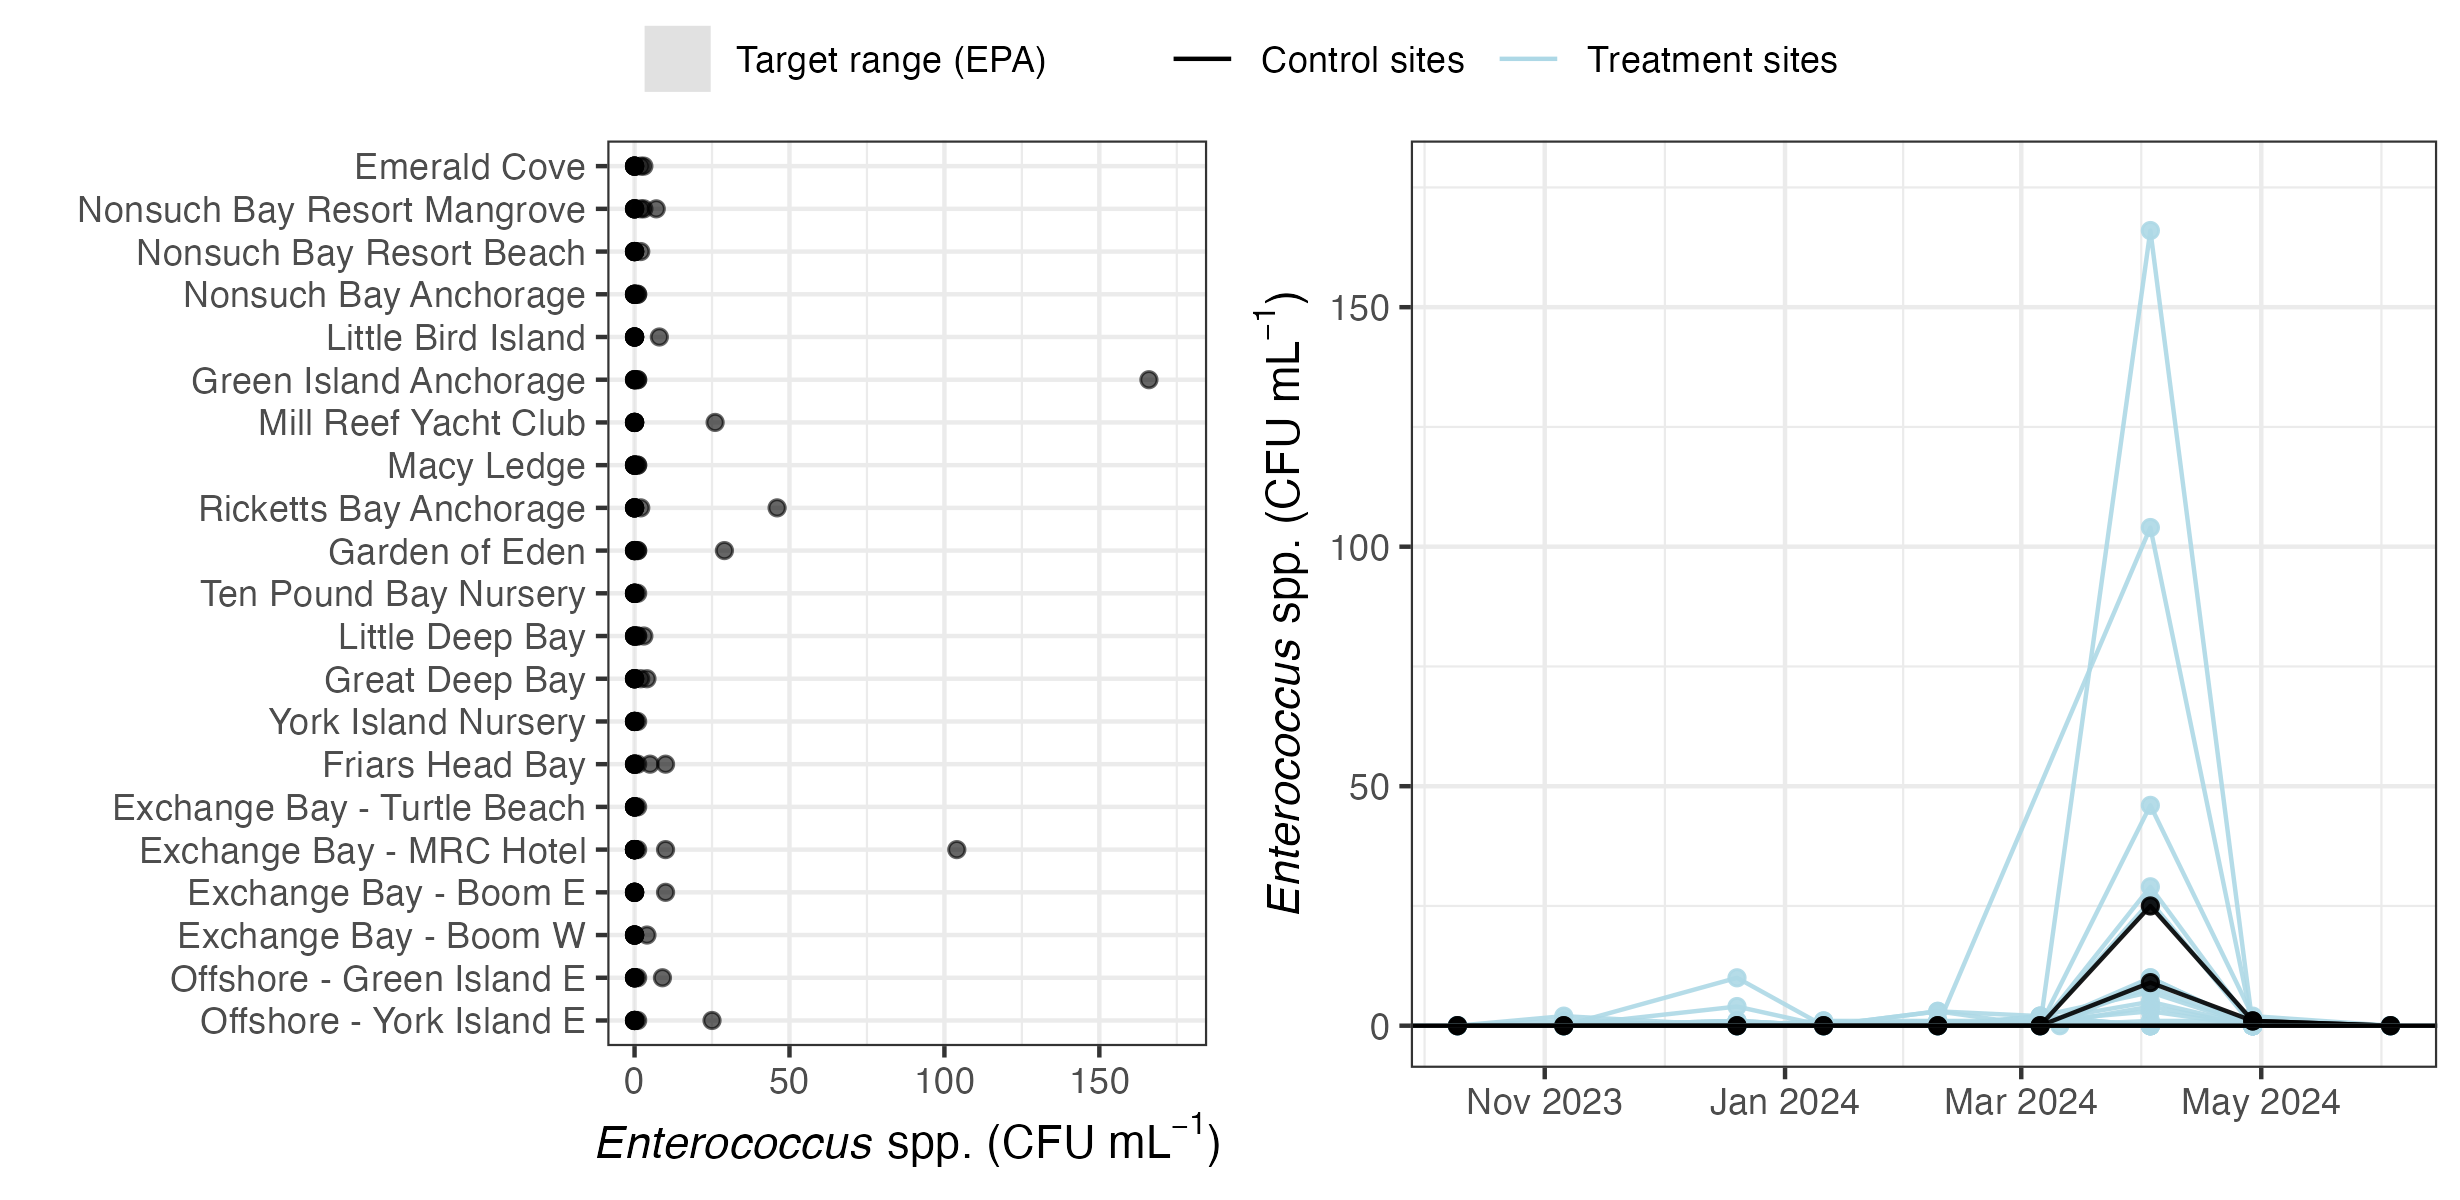 Target range (EPA) Control sites Treatment sites
Emerald Cove
Nonsuch Bay Resort Mangrove
Nonsuch Bay Resort Beach
Nonsuch Bay Anchorage
Little Bird Island
Green Island Anchorage
Mill Reef Yacht Club
Macy Ledge
Ricketts Bay Anchorage
Garden of Eden
Ten Pound Bay Nursery
Little Deep Bay
Great Deep Bay
York Island Nursery
Friars Head Bay
Exchange Bay - Turtle Beach
Exchange Bay - MRC Hotel
Exchange Bay - Boom E
Exchange Bay - Boom W
Offshore - Green Island E
Offshore - York Island E
0 50 100 150
Enterococcus spp. (CFU mL⁻¹)
Enterococcus spp. (CFU mL⁻¹)
150
100
50
0
Nov 2023 Jan 2024 Mar 2024 May 2024